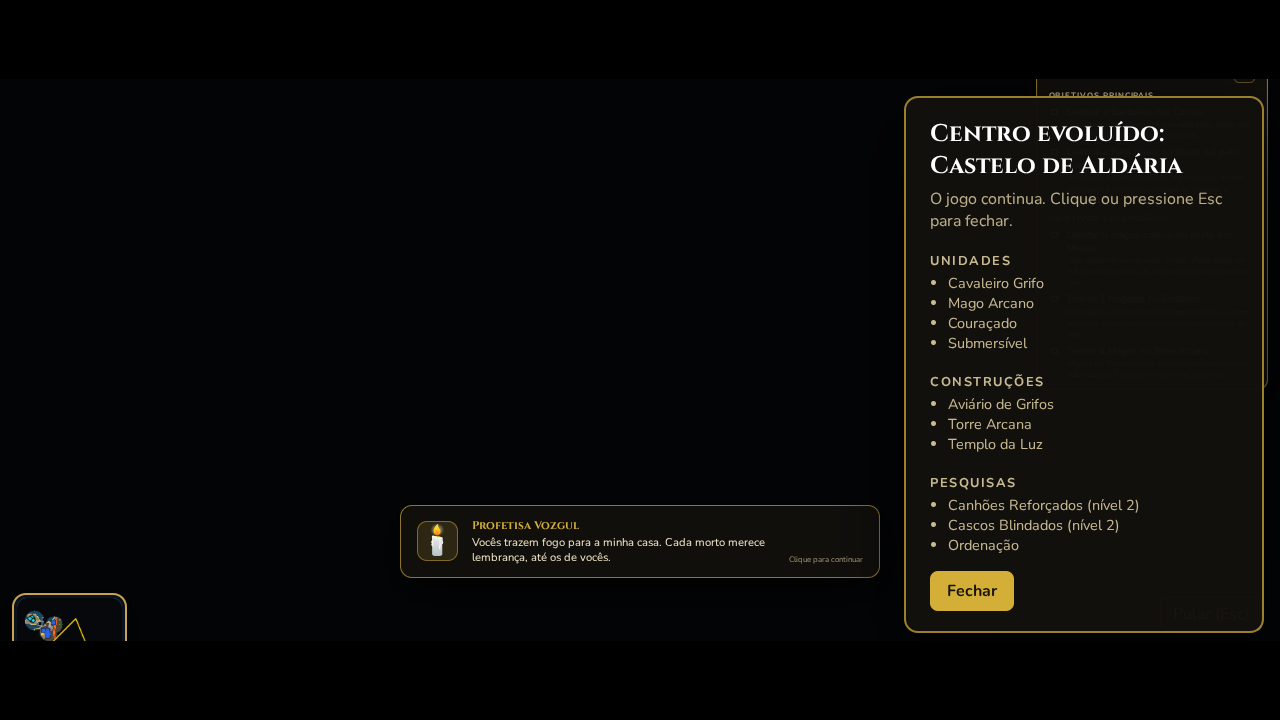 OBJETIVOS PRINCIPAIS
Centro evoluído:
Castelo de Aldária
O jogo continua. Clique ou pressione Esc
para fechar.
UNIDADES
Cavaleiro Grifo
Mago Arcano
Couraçado
Submersível
CONSTRUÇÕES
Aviário de Grifos
Torre Arcana
Templo da Luz
PESQUISAS
Canhões Reforçados (nível 2)
Cascos Blindados (nível 2)
Ordenação
Fechar
Profetisa Vozgul
Vocês trazem fogo para a minha casa. Cada morto merece
lembrança, até os de vocês.
Clique para continuar